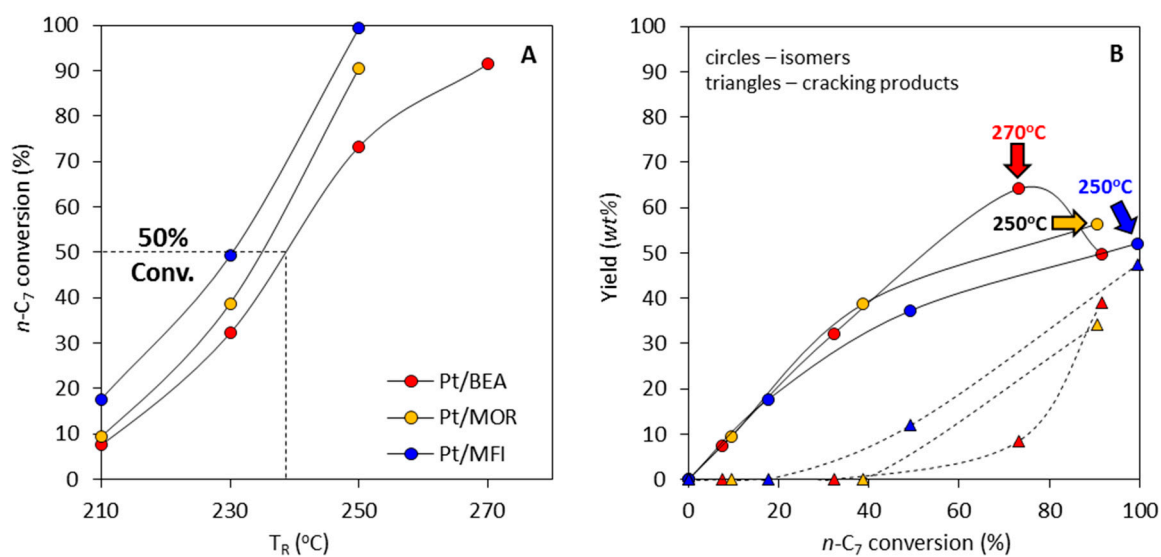 A
n-C7 conversion (%)
100
90
80
70
60
50
40
30
20
10
0
50%
Conv.
Pt/BEA
Pt/MOR
Pt/MFI
210 230 250 270
TR (°C)
B
circles – isomers
triangles – cracking products
270°C
250°C
250°C
Yield (wt%)
100
90
80
70
60
50
40
30
20
10
0
0 20 40 60 80 100
n-C7 conversion (%)